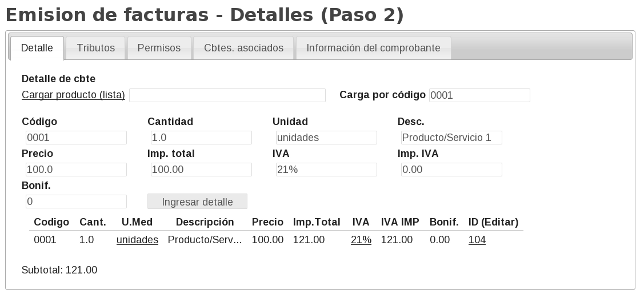 Emision de facturas - Detalles (Paso 2)
Detalle Tributos Permisos Cbtes. asociados Información del comprobante
Detalle de cbte
Cargar producto (lista) Carga por código 0001
Código Cantidad Unidad Desc.
0001 1.0 unidades Producto/Servicio 1
Precio Imp. total IVA Imp. IVA
100.0 100.00 21% 0.00
Bonif.
0 Ingresar detalle
Codigo Cant. U.Med Descripción Precio Imp.Total IVA IVA IMP Bonif. ID (Editar)
0001 1.0 unidades Producto/Serv... 100.00 121.00 21% 121.00 0.00 104
Subtotal: 121.00